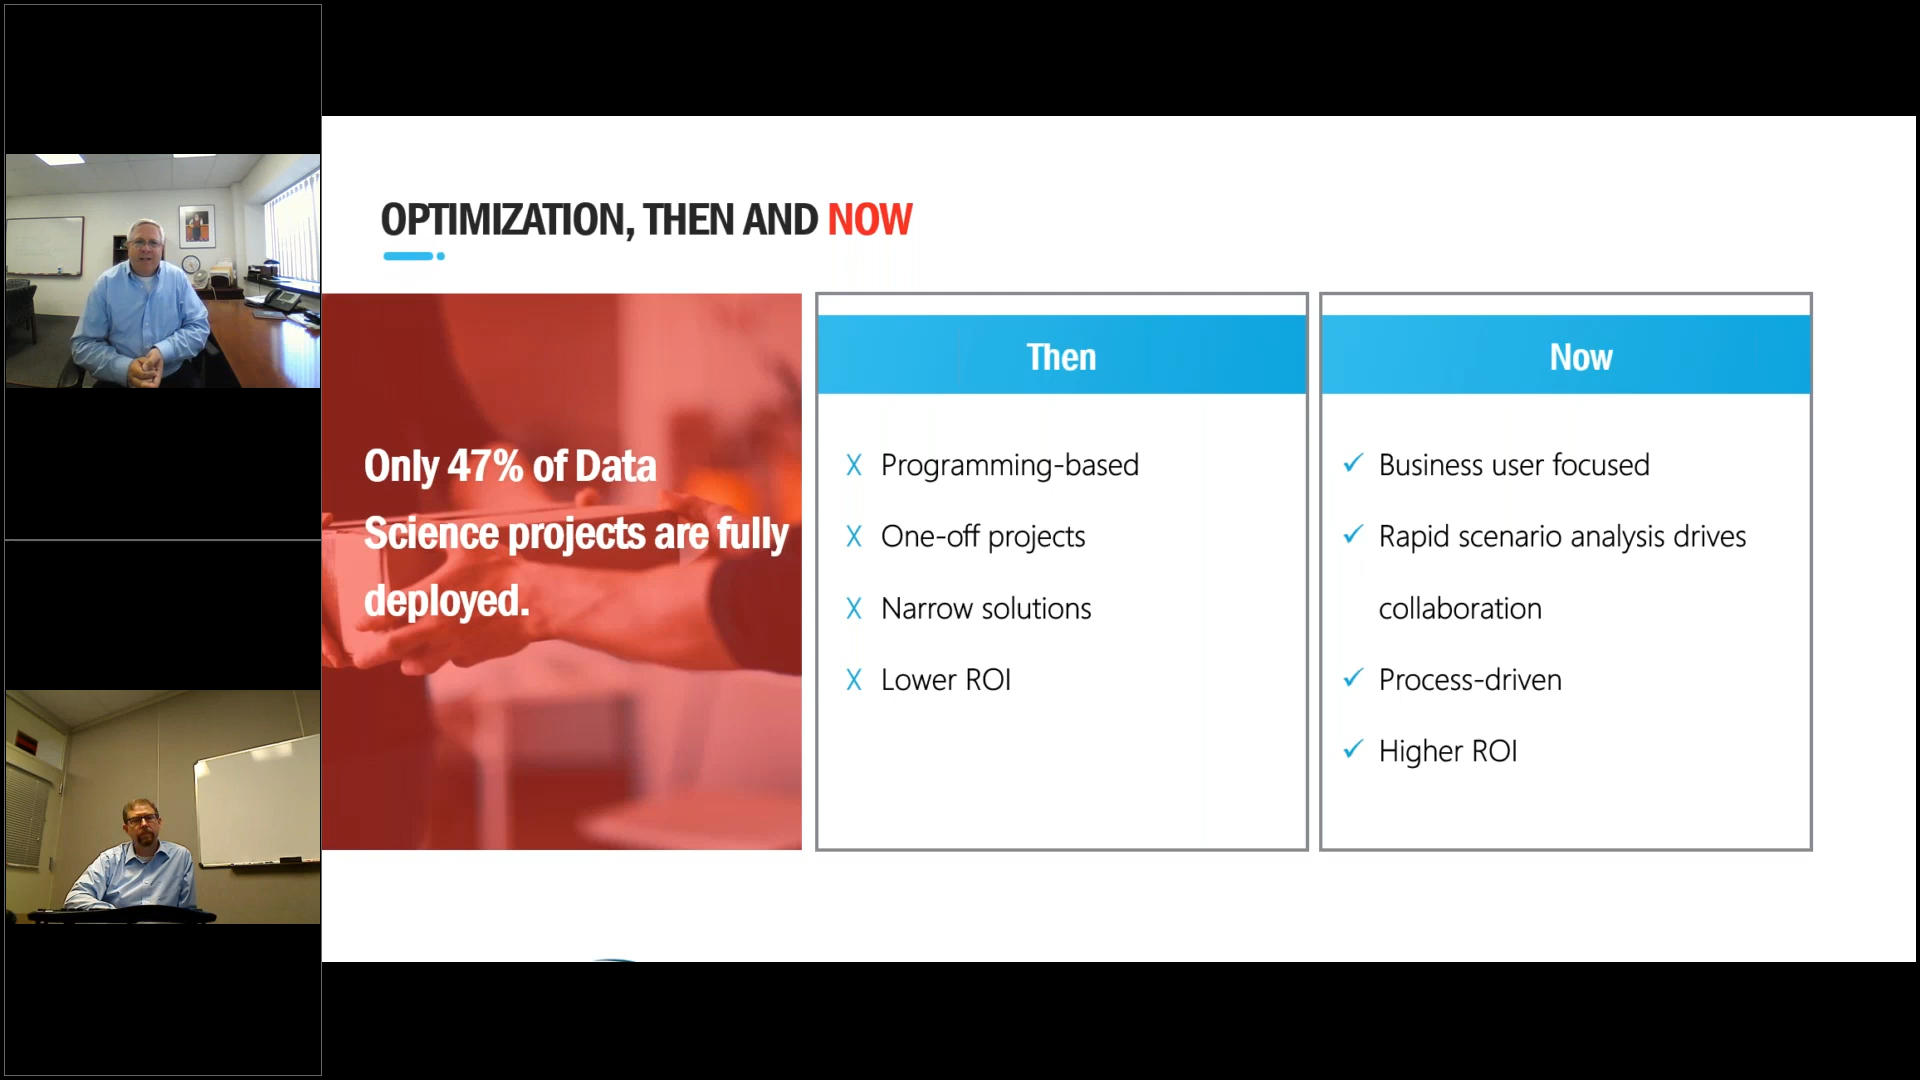 OPTIMIZATION, THEN AND NOW
Only 47% of Data
Science projects are fully
deployed.
Then
X Programming-based
X One-off projects
X Narrow solutions
X Lower ROI
Now
✓ Business user focused
✓ Rapid scenario analysis drives
collaboration
✓ Process-driven
✓ Higher ROI